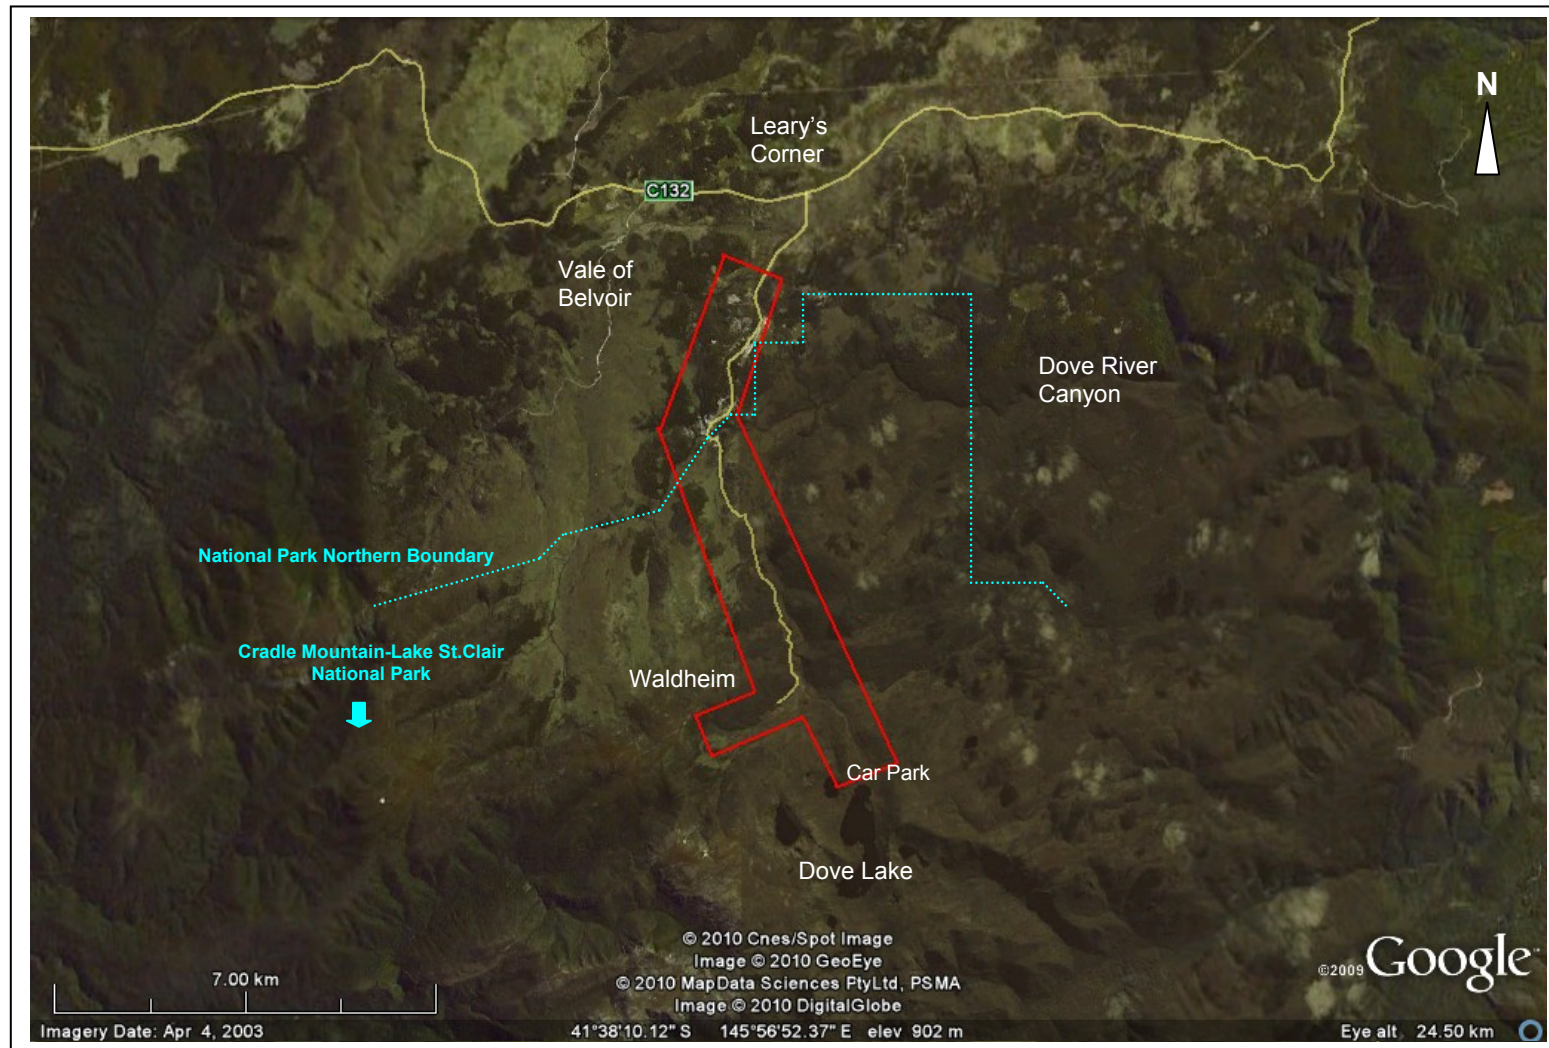 N
Leary's
Corner
C132
Vale of
Belvoir
Dove River
Canyon
National Park Northern Boundary
Cradle Mountain-Lake St.Clair
National Park
Waldheim
Car Park
Dove Lake
© 2010 Cnes/Spot Image
Image © 2010 GeoEye
© 2010 MapData Sciences PtyLtd, PSMA
Image © 2010 DigitalGlobe
©2009 Google
7.00 km
Imagery Date: Apr 4, 2003 41°38'10.12" S 145°56'52.37" E elev 902 m Eye alt 24.50 km